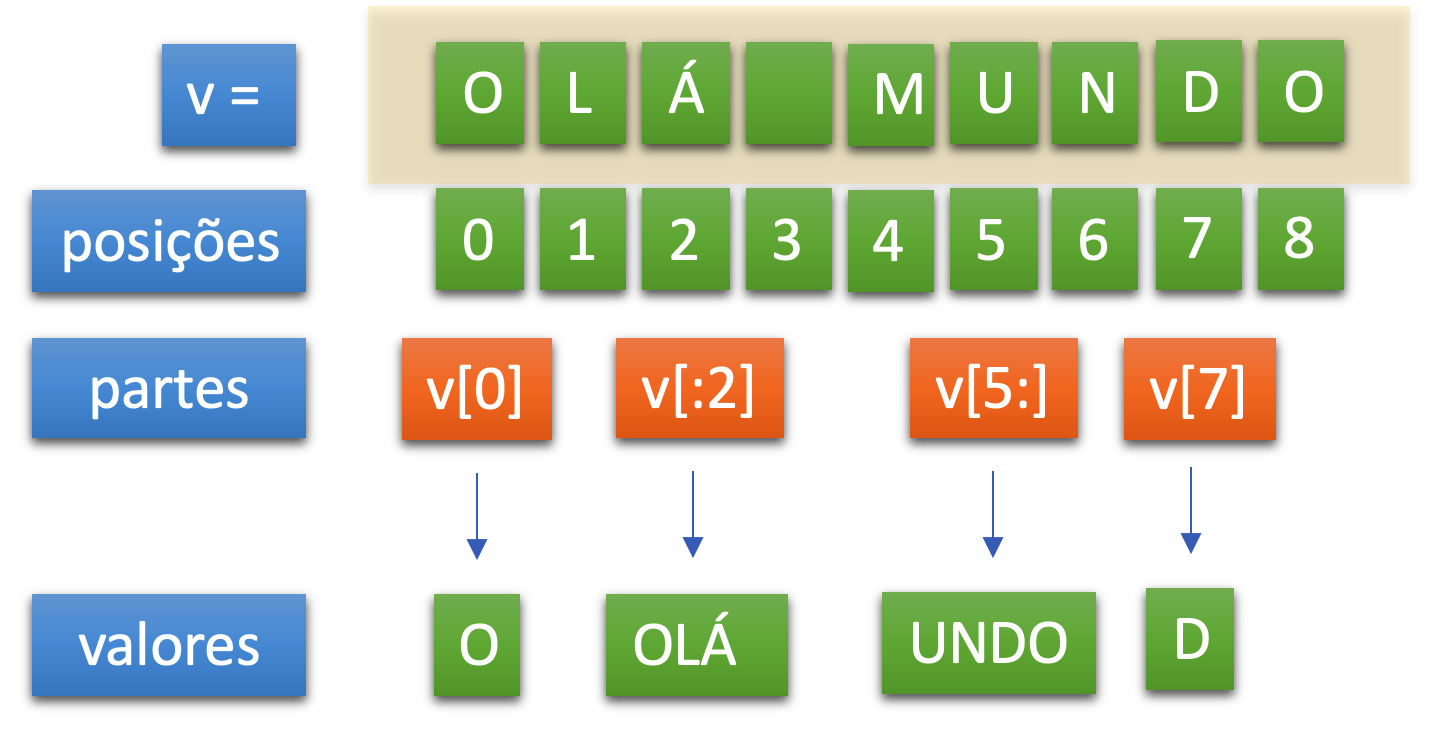 v = O L Á M U N D O
posições 0 1 2 3 4 5 6 7 8
partes v[0] v[:2] v[5:] v[7]
valores O OLÁ UNDO D